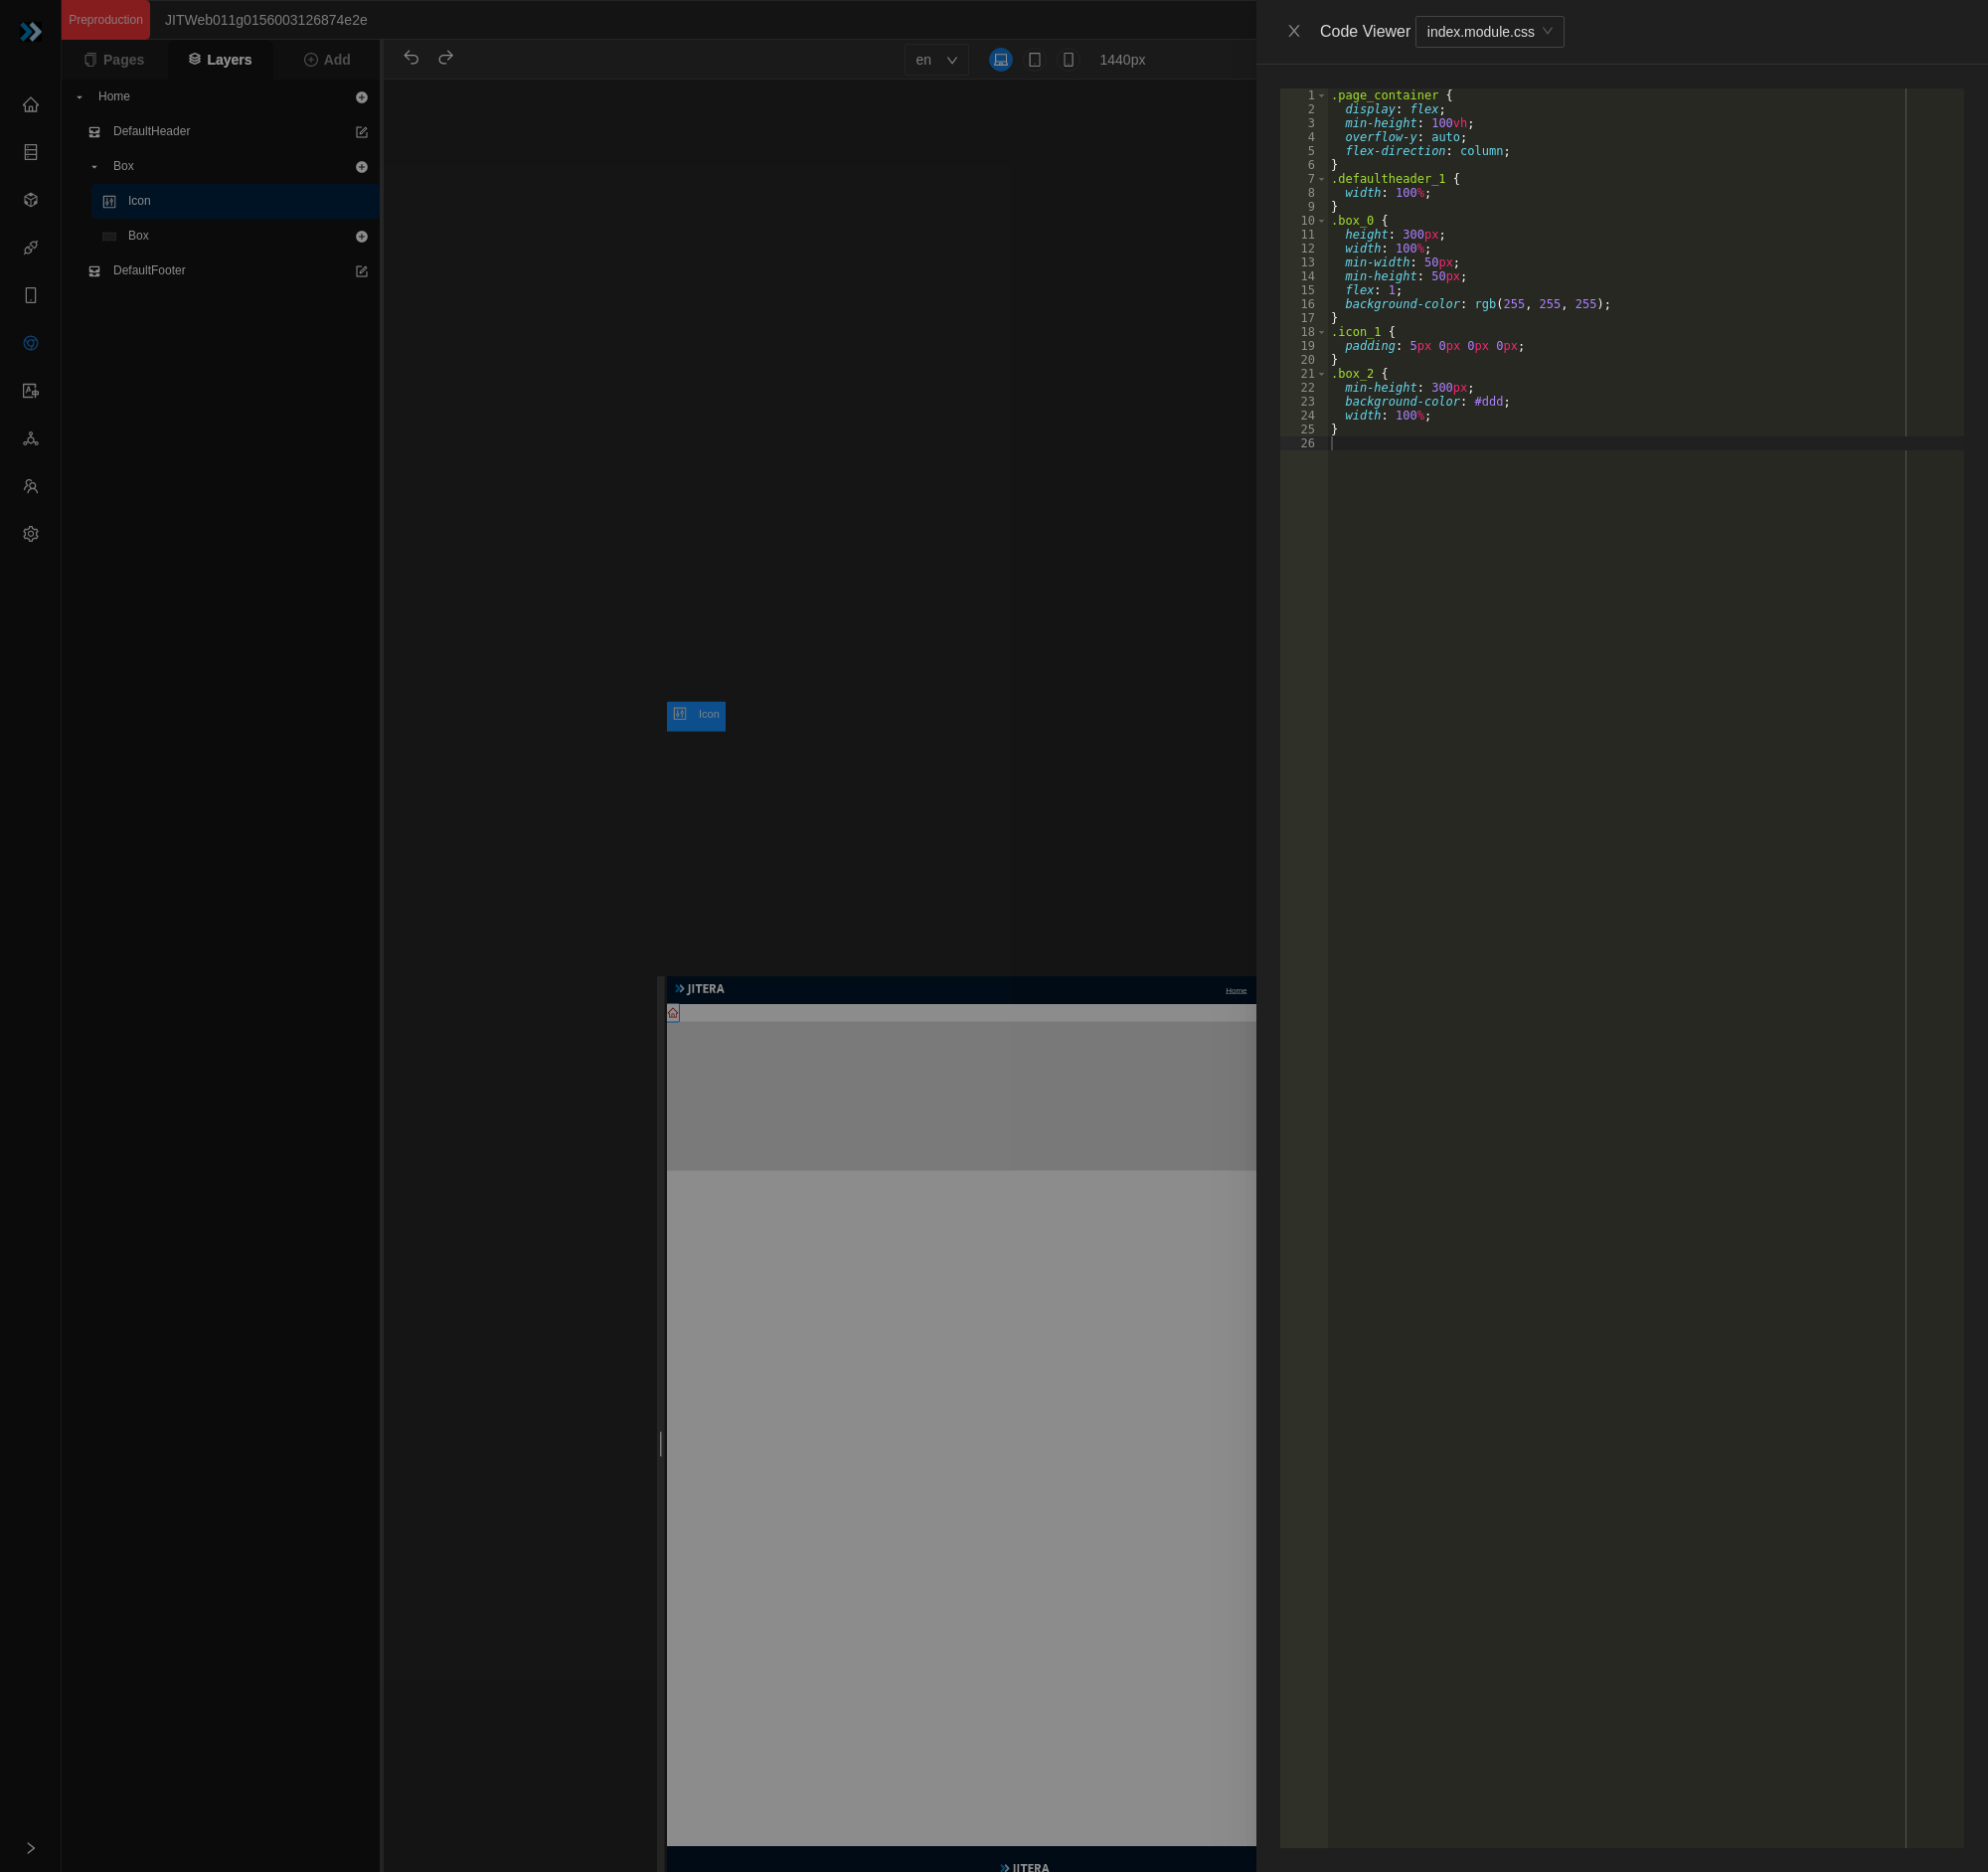 Preproduction
JITWeb011g0156003126874e2e
Pages
Layers
Add
en
1440px
Home
DefaultHeader
Box
Icon
Box
DefaultFooter
Icon
JITERA
Home
JITERA
Code Viewer
index.module.css
1 .page_container {
2 display: flex;
3 min-height: 100vh;
4 overflow-y: auto;
5 flex-direction: column;
6 }
7 .defaultheader_1 {
8 width: 100%;
9 }
10 .box_0 {
11 height: 300px;
12 width: 100%;
13 min-width: 50px;
14 min-height: 50px;
15 flex: 1;
16 background-color: rgb(255, 255, 255);
17 }
18 .icon_1 {
19 padding: 5px 0px 0px 0px;
20 }
21 .box_2 {
22 min-height: 300px;
23 background-color: #ddd;
24 width: 100%;
25 }
26